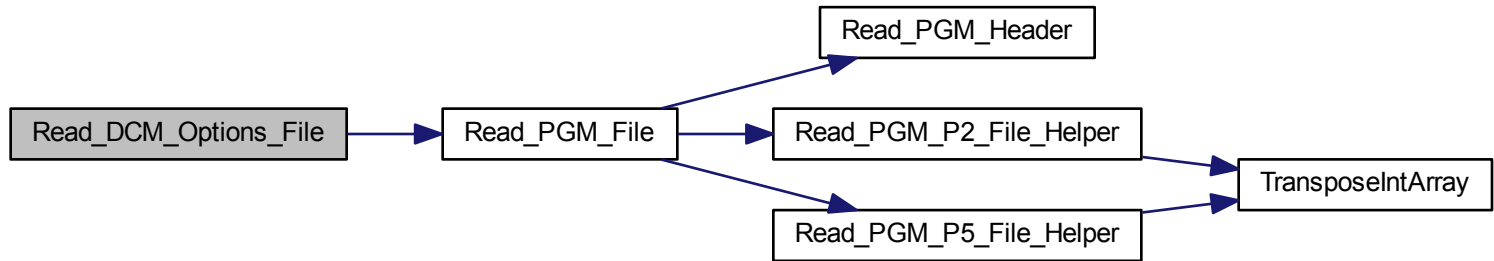 Read_PGM_Header
Read_DCM_Options_File
Read_PGM_File
Read_PGM_P2_File_Helper
TransposeIntArray
Read_PGM_P5_File_Helper